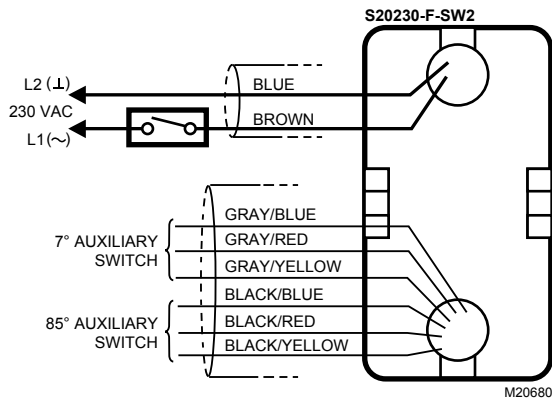 S20230-F-SW2
L2 (⊥)
BLUE
230 VAC
BROWN
L1 (~)
GRAY/BLUE
7° AUXILIARY
SWITCH
GRAY/RED
GRAY/YELLOW
BLACK/BLUE
85° AUXILIARY
SWITCH
BLACK/RED
BLACK/YELLOW
M20680